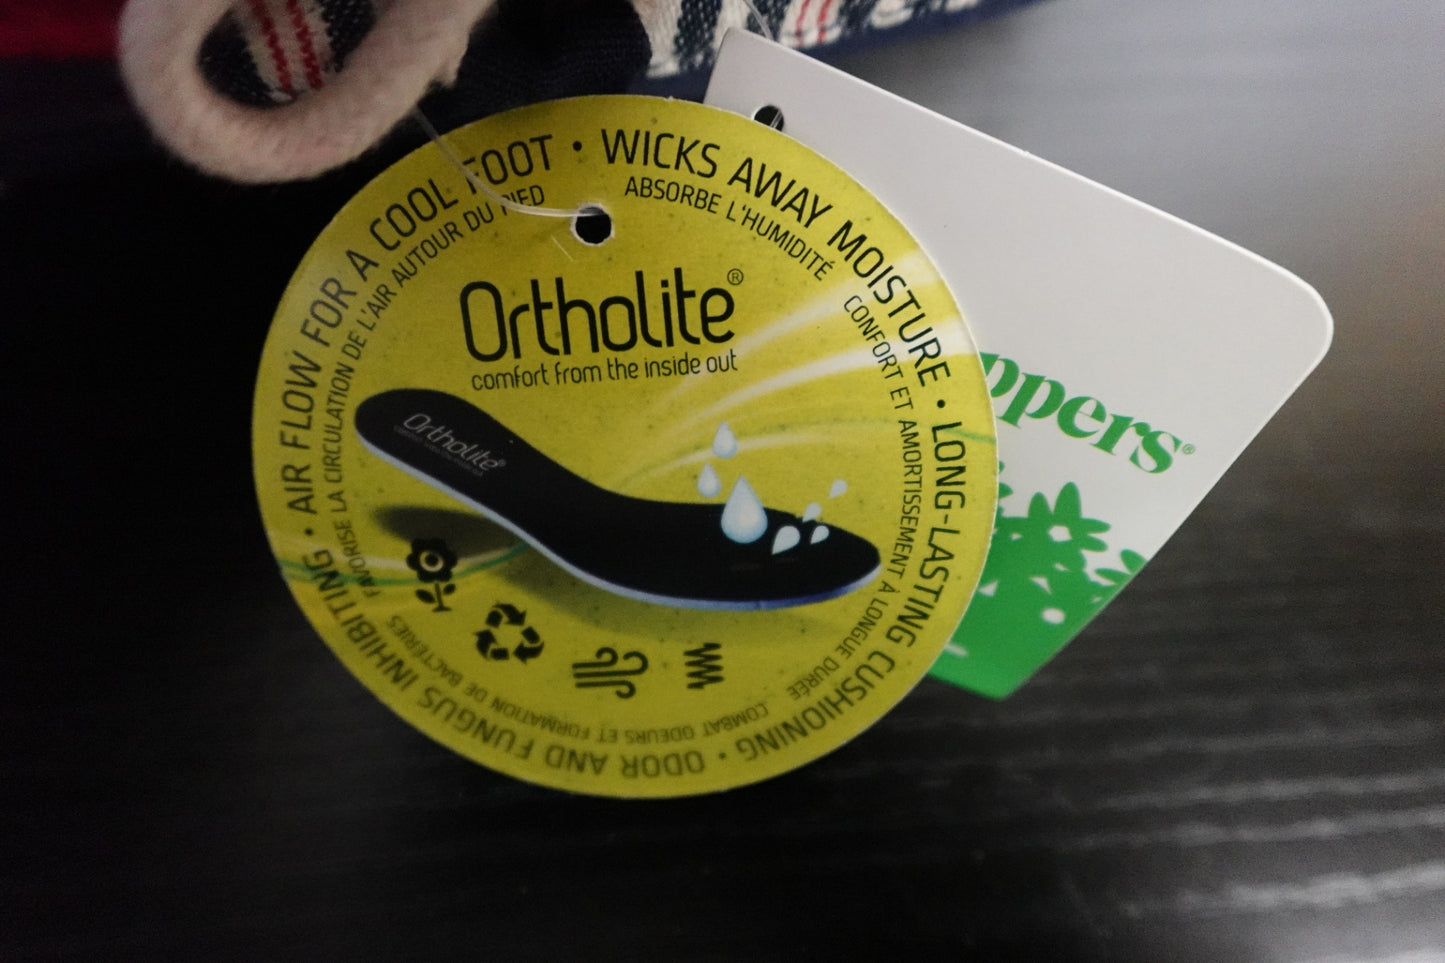 AIR FLOW FOR A COOL FOOT • WICKS AWAY MOISTURE • LONG-LASTING CUSHIONING • ODOR AND FUNGUS INHIBITING •
FAVORISE LA CIRCULATION DE L'AIR AUTOUR DU PIED
ABSORBE L'HUMIDITÉ
CONFORT ET AMORTISSEMENT A LONGUE DURÉE
COMBAT ODEURS ET FORMATION DE BACTERIES
Ortholite®
comfort from the inside out
Ortholite®
ppers®